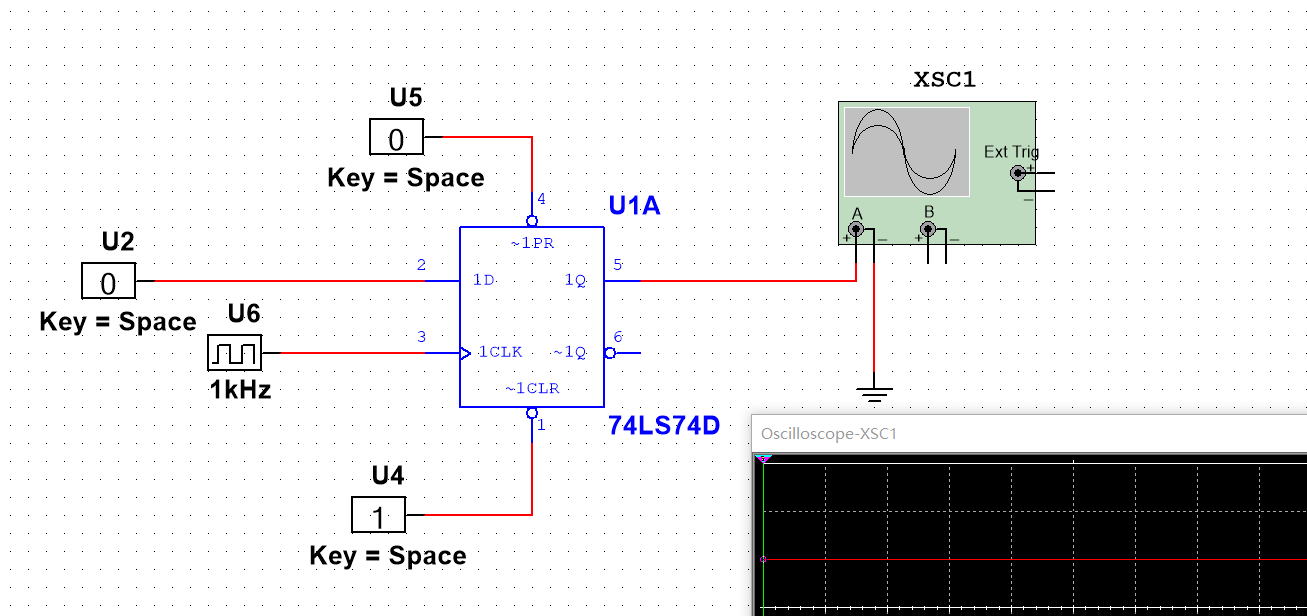 XSC1
U5
0
Key = Space
Ext Trig
+
−
4
U1A
A
B
+
−
+
−
~1PR
U2
0
Key = Space
2
1D
1Q
5
U6
1kHz
3
1CLK
~1Q
6
~1CLR
1
74LS74D
U4
1
Key = Space
Oscilloscope-XSC1